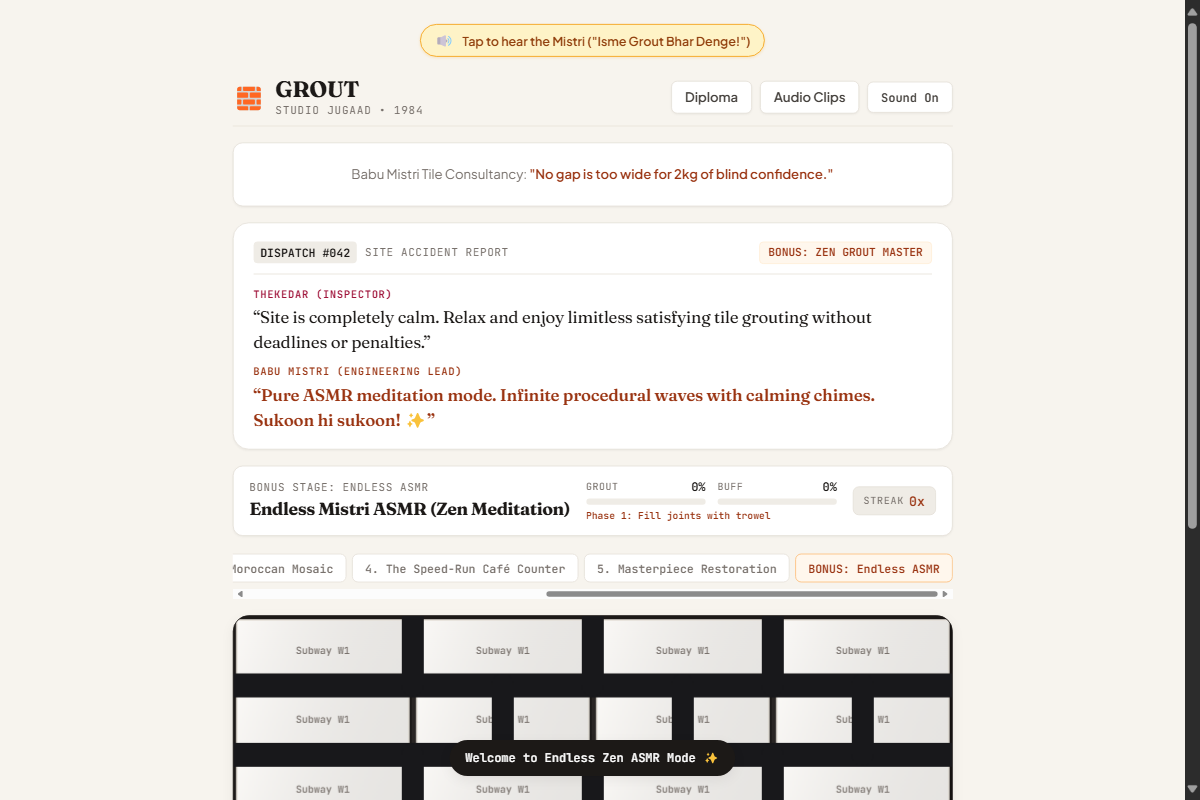 Tap to hear the Mistri ("Isme Grout Bhar Denge!")
GROUT
STUDIO JUGAAD • 1984
Diploma
Audio Clips
Sound On
Babu Mistri Tile Consultancy: "No gap is too wide for 2kg of blind confidence."
DISPATCH #042
SITE ACCIDENT REPORT
BONUS: ZEN GROUT MASTER
THEKEDAR (INSPECTOR)
“Site is completely calm. Relax and enjoy limitless satisfying tile grouting without
deadlines or penalties.”
BABU MISTRI (ENGINEERING LEAD)
“Pure ASMR meditation mode. Infinite procedural waves with calming chimes.
Sukoon hi sukoon! ✨”
BONUS STAGE: ENDLESS ASMR
Endless Mistri ASMR (Zen Meditation)
GROUT 0%
BUFF 0%
Phase 1: Fill joints with trowel
STREAK 0x
Moroccan Mosaic
4. The Speed-Run Café Counter
5. Masterpiece Restoration
BONUS: Endless ASMR
Subway W1
Subway W1
Subway W1
Subway W1
Subway W1
Sub W1
Sub W1
Sub W1
Welcome to Endless Zen ASMR Mode ✨
Subway W1
Subway W1
Subway W1
Subway W1